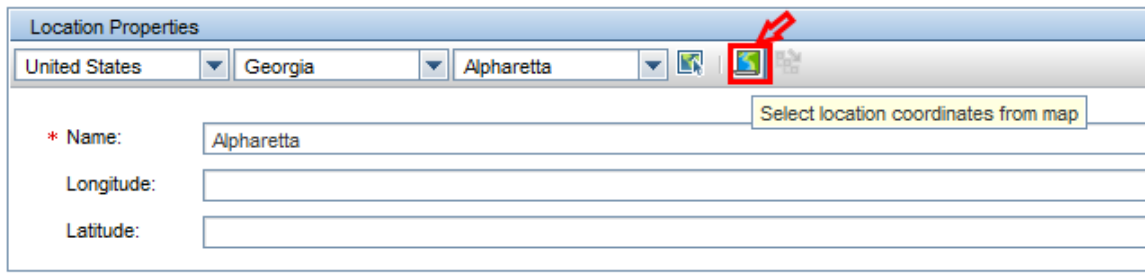 Location Properties
United States Georgia Alpharetta
Select location coordinates from map
* Name: Alpharetta
Longitude:
Latitude: